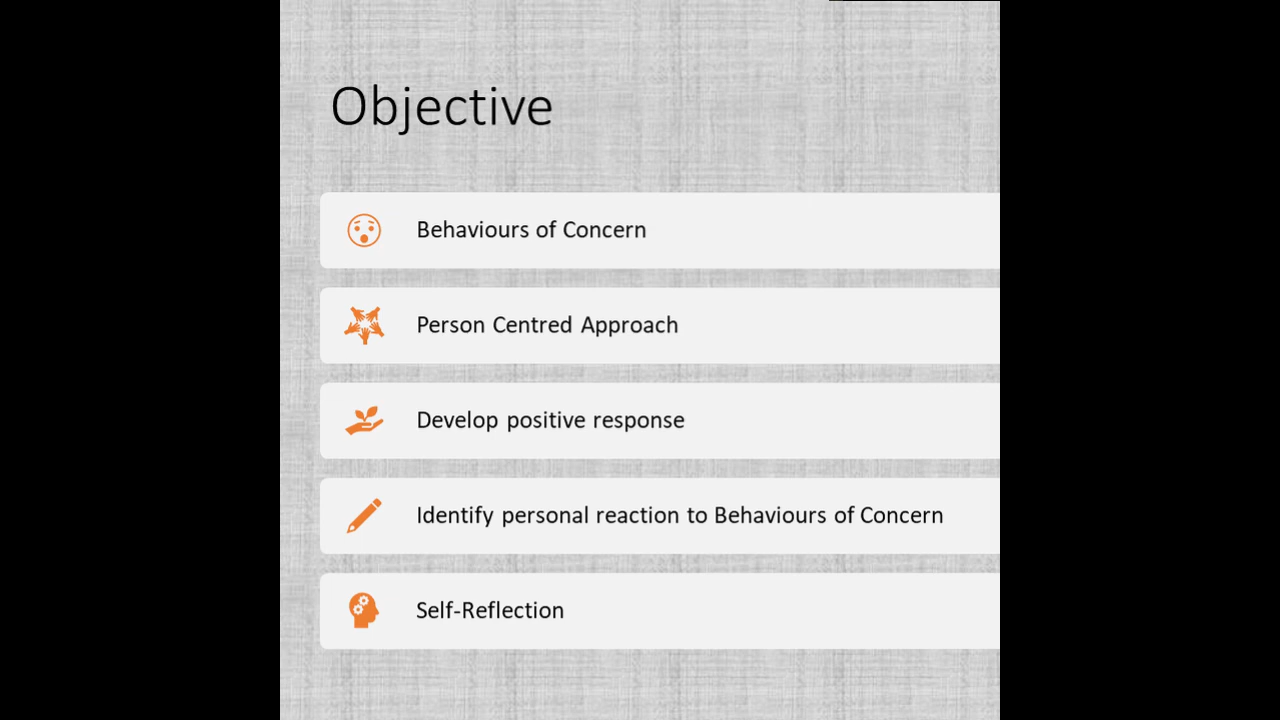 Objective
Behaviours of Concern
Person Centred Approach
Develop positive response
Identify personal reaction to Behaviours of Concern
Self-Reflection